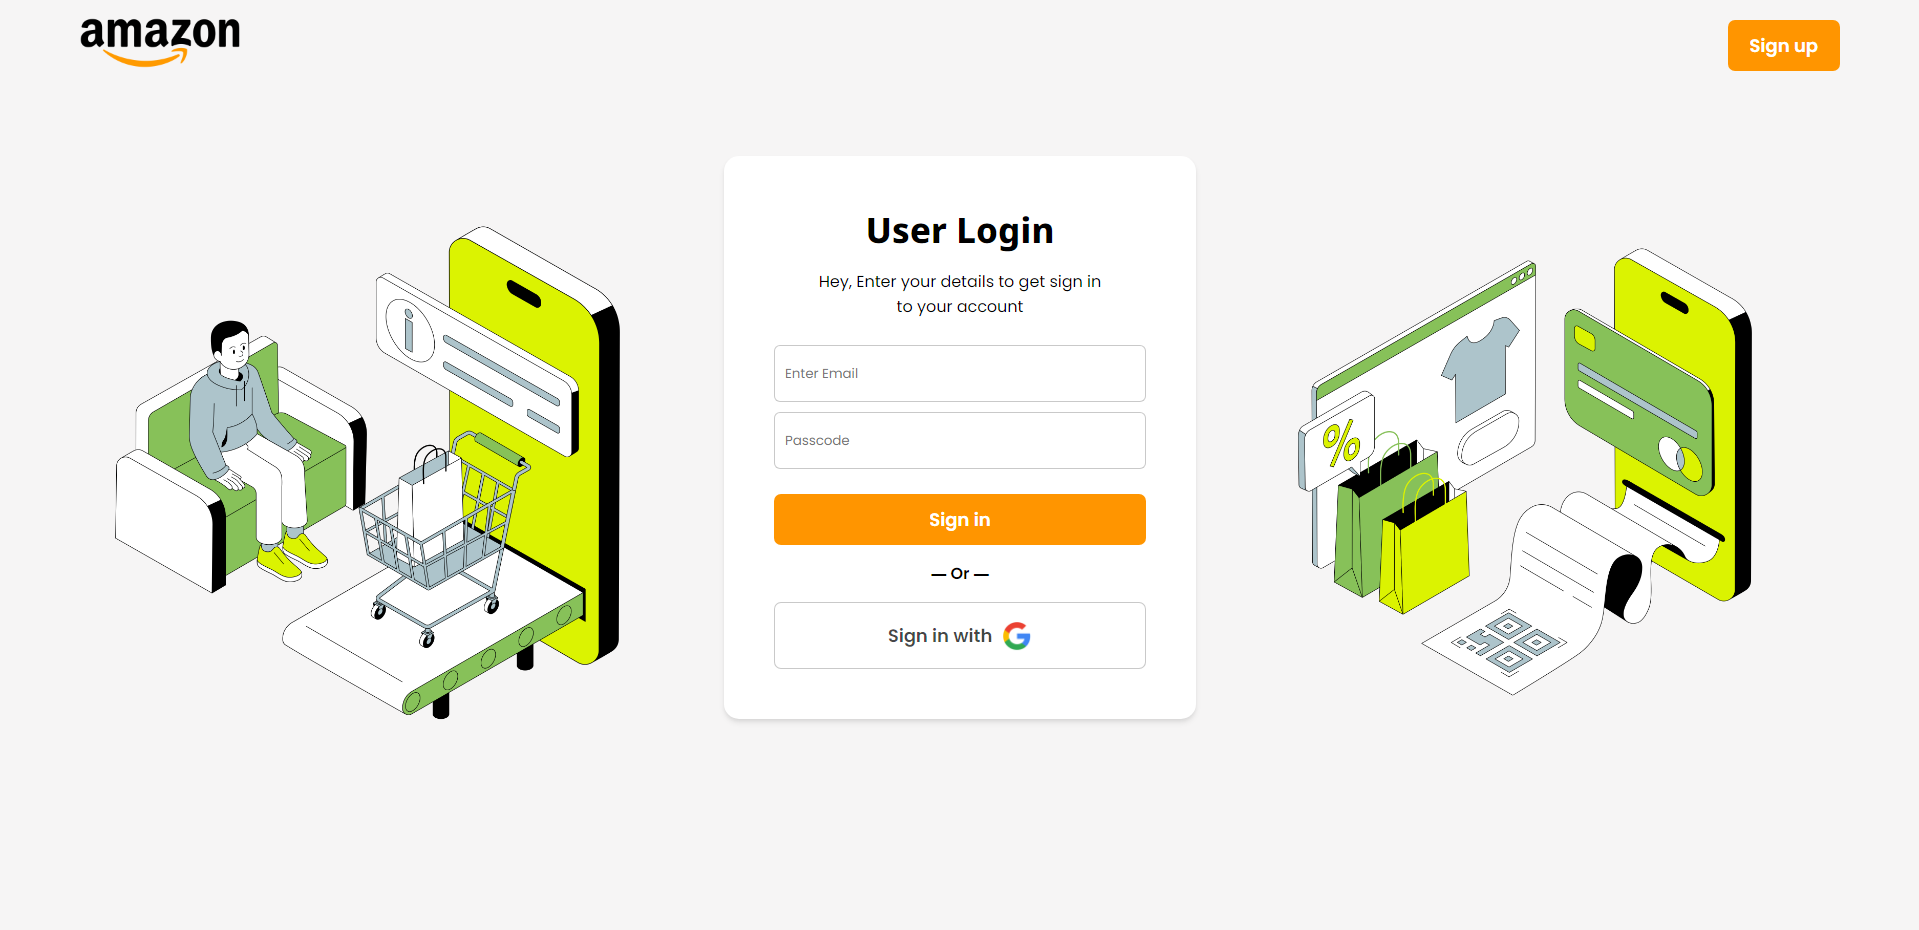 amazon
Sign up
User Login
Hey, Enter your details to get sign in
to your account
Enter Email
Passcode
Sign in
— Or —
Sign in with
%